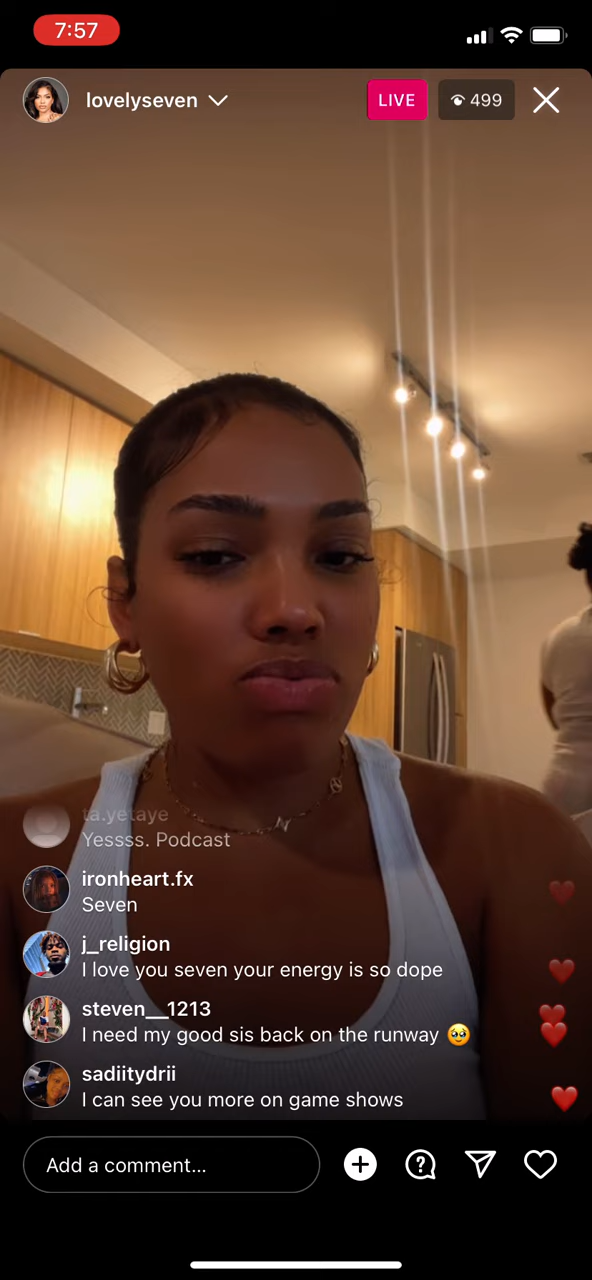 7:57
lovelyseven
LIVE
499
ta.yetaye
Yessss. Podcast
ironheart.fx
Seven
j_religion
I love you seven your energy is so dope
steven__1213
I need my good sis back on the runway 🥹
sadiitydrii
I can see you more on game shows
Add a comment...